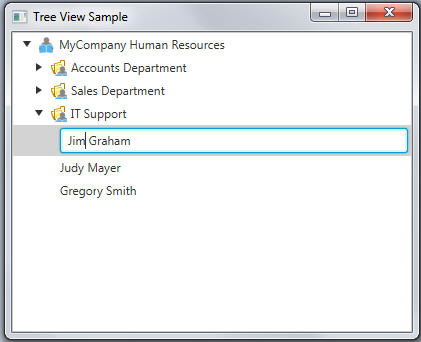 Tree View Sample
MyCompany Human Resources
Accounts Department
Sales Department
IT Support
Jim Graham
Judy Mayer
Gregory Smith